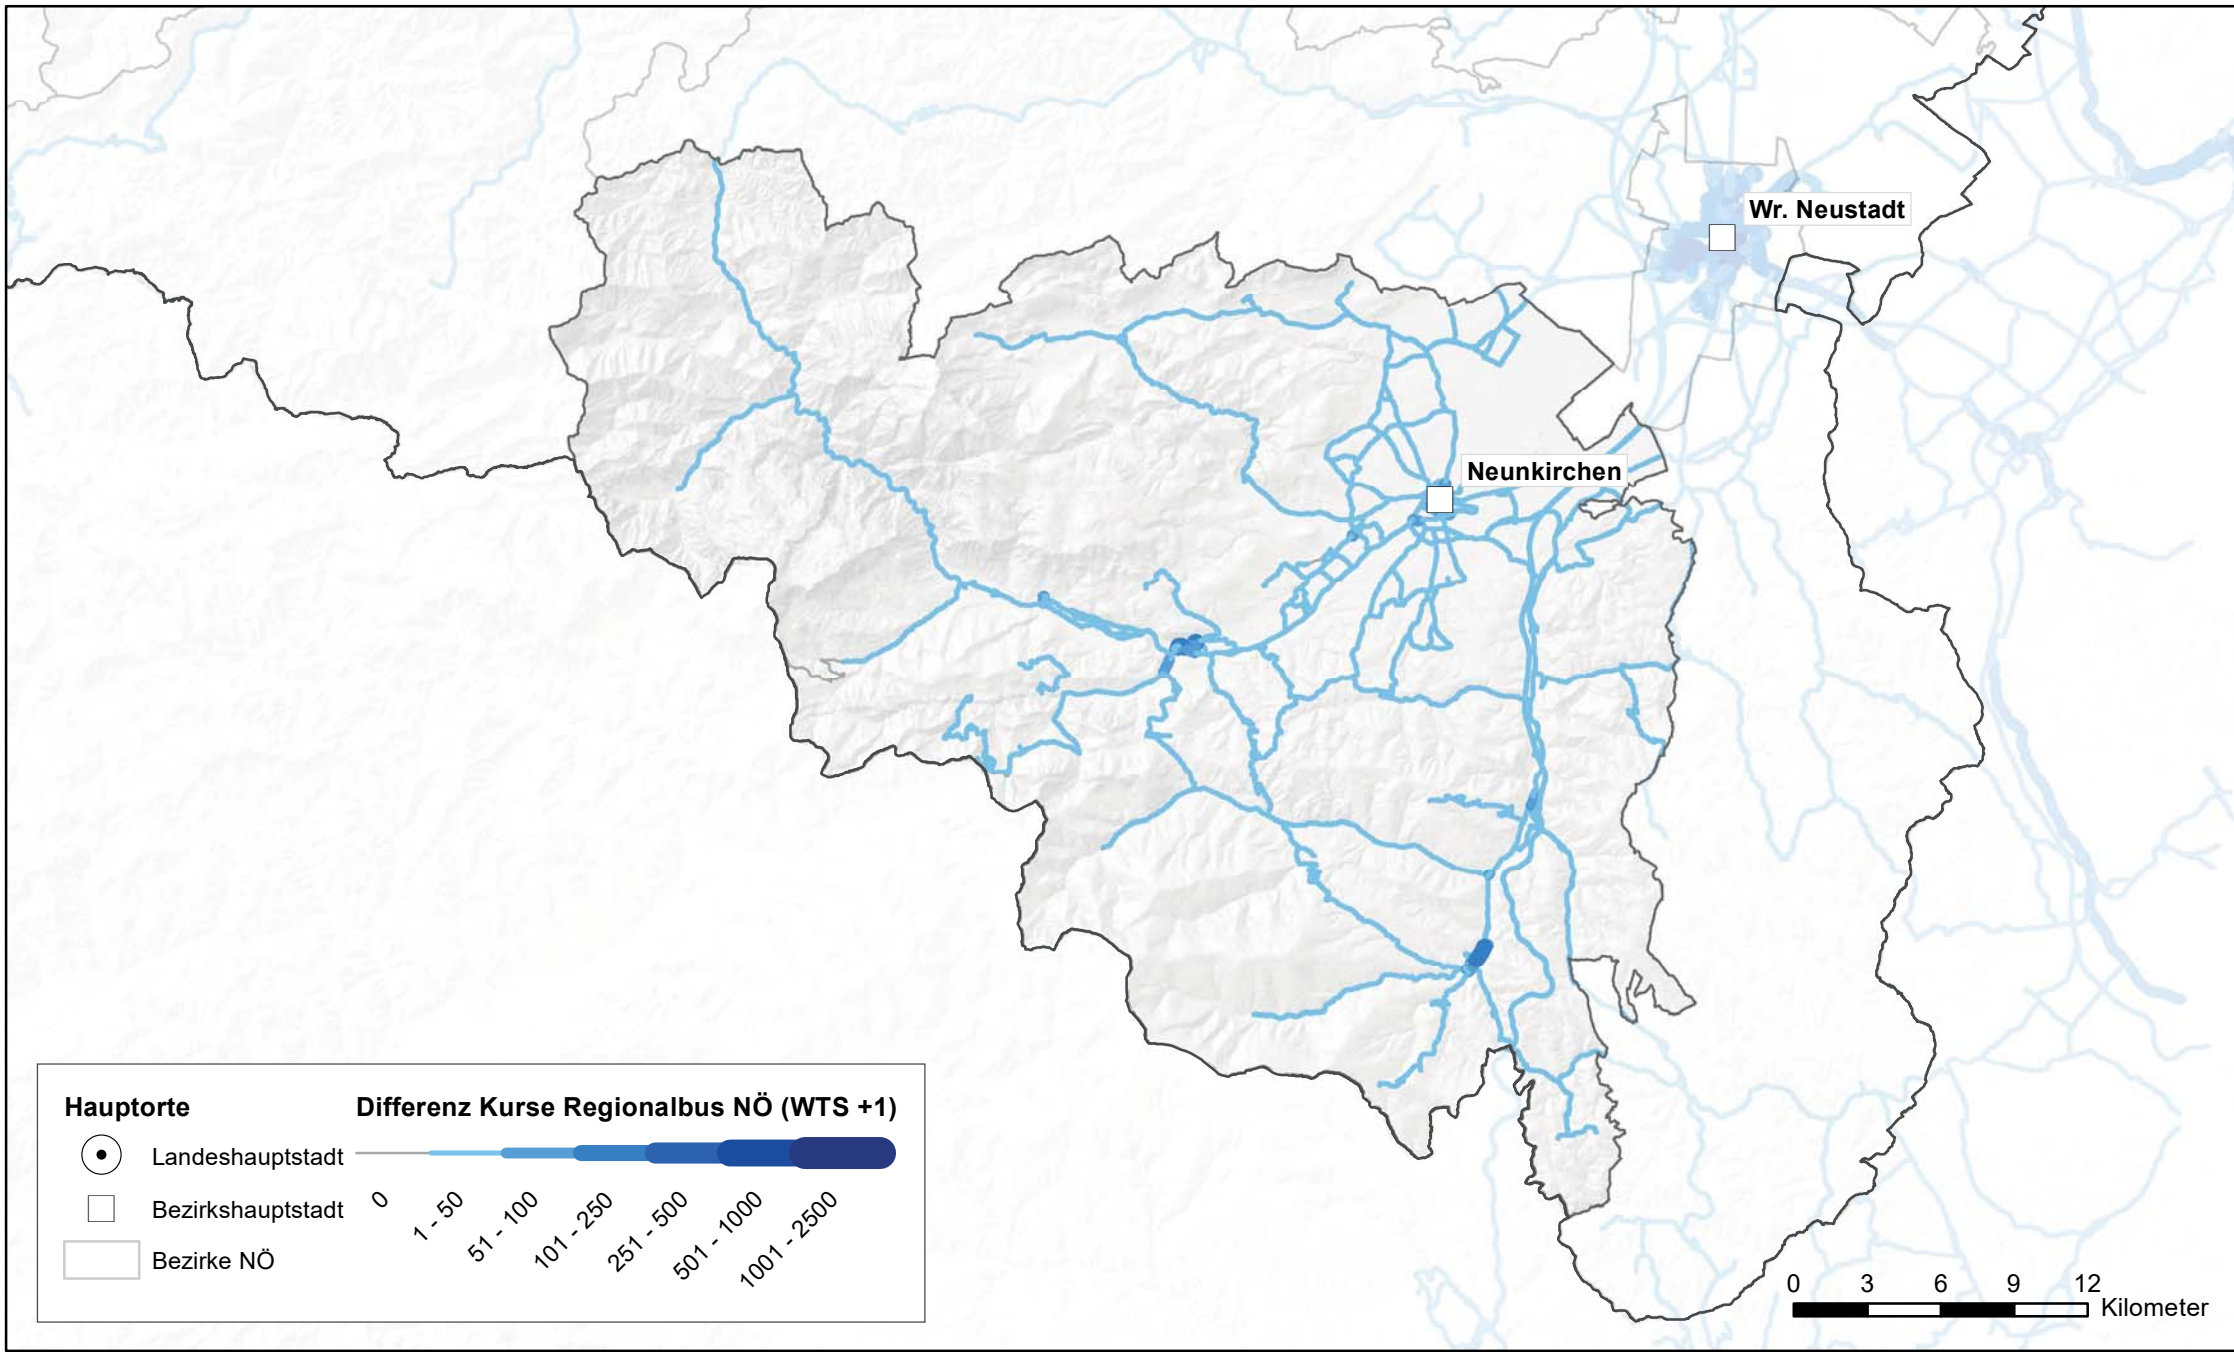 Wr. Neustadt
Neunkirchen
Hauptorte
Landeshauptstadt
Bezirkshauptstadt
Bezirke NÖ
Differenz Kurse Regionalbus NÖ (WTS +1)
0
1 - 50
51 - 100
101 - 250
251 - 500
501 - 1000
1001 - 2500
0 3 6 9 12
Kilometer